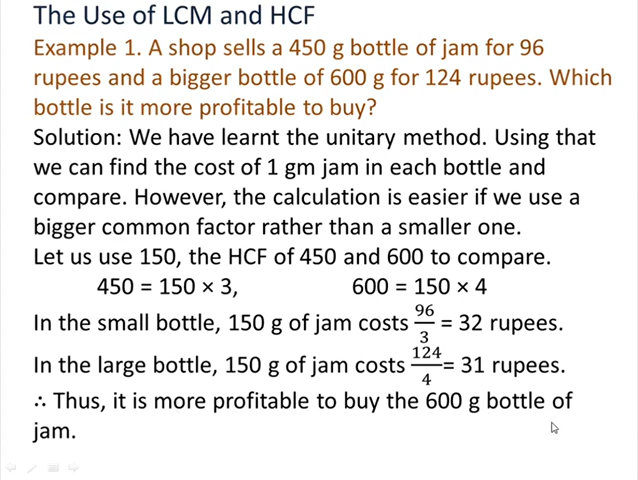 The Use of LCM and HCF
Example 1. A shop sells a 450 g bottle of jam for 96
rupees and a bigger bottle of 600 g for 124 rupees. Which
bottle is it more profitable to buy?
Solution: We have learnt the unitary method. Using that
we can find the cost of 1 gm jam in each bottle and
compare. However, the calculation is easier if we use a
bigger common factor rather than a smaller one.
Let us use 150, the HCF of 450 and 600 to compare.
450 = 150 × 3, 600 = 150 × 4
In the small bottle, 150 g of jam costs 96/3 = 32 rupees.
In the large bottle, 150 g of jam costs 124/4 = 31 rupees.
∴ Thus, it is more profitable to buy the 600 g bottle of
jam.